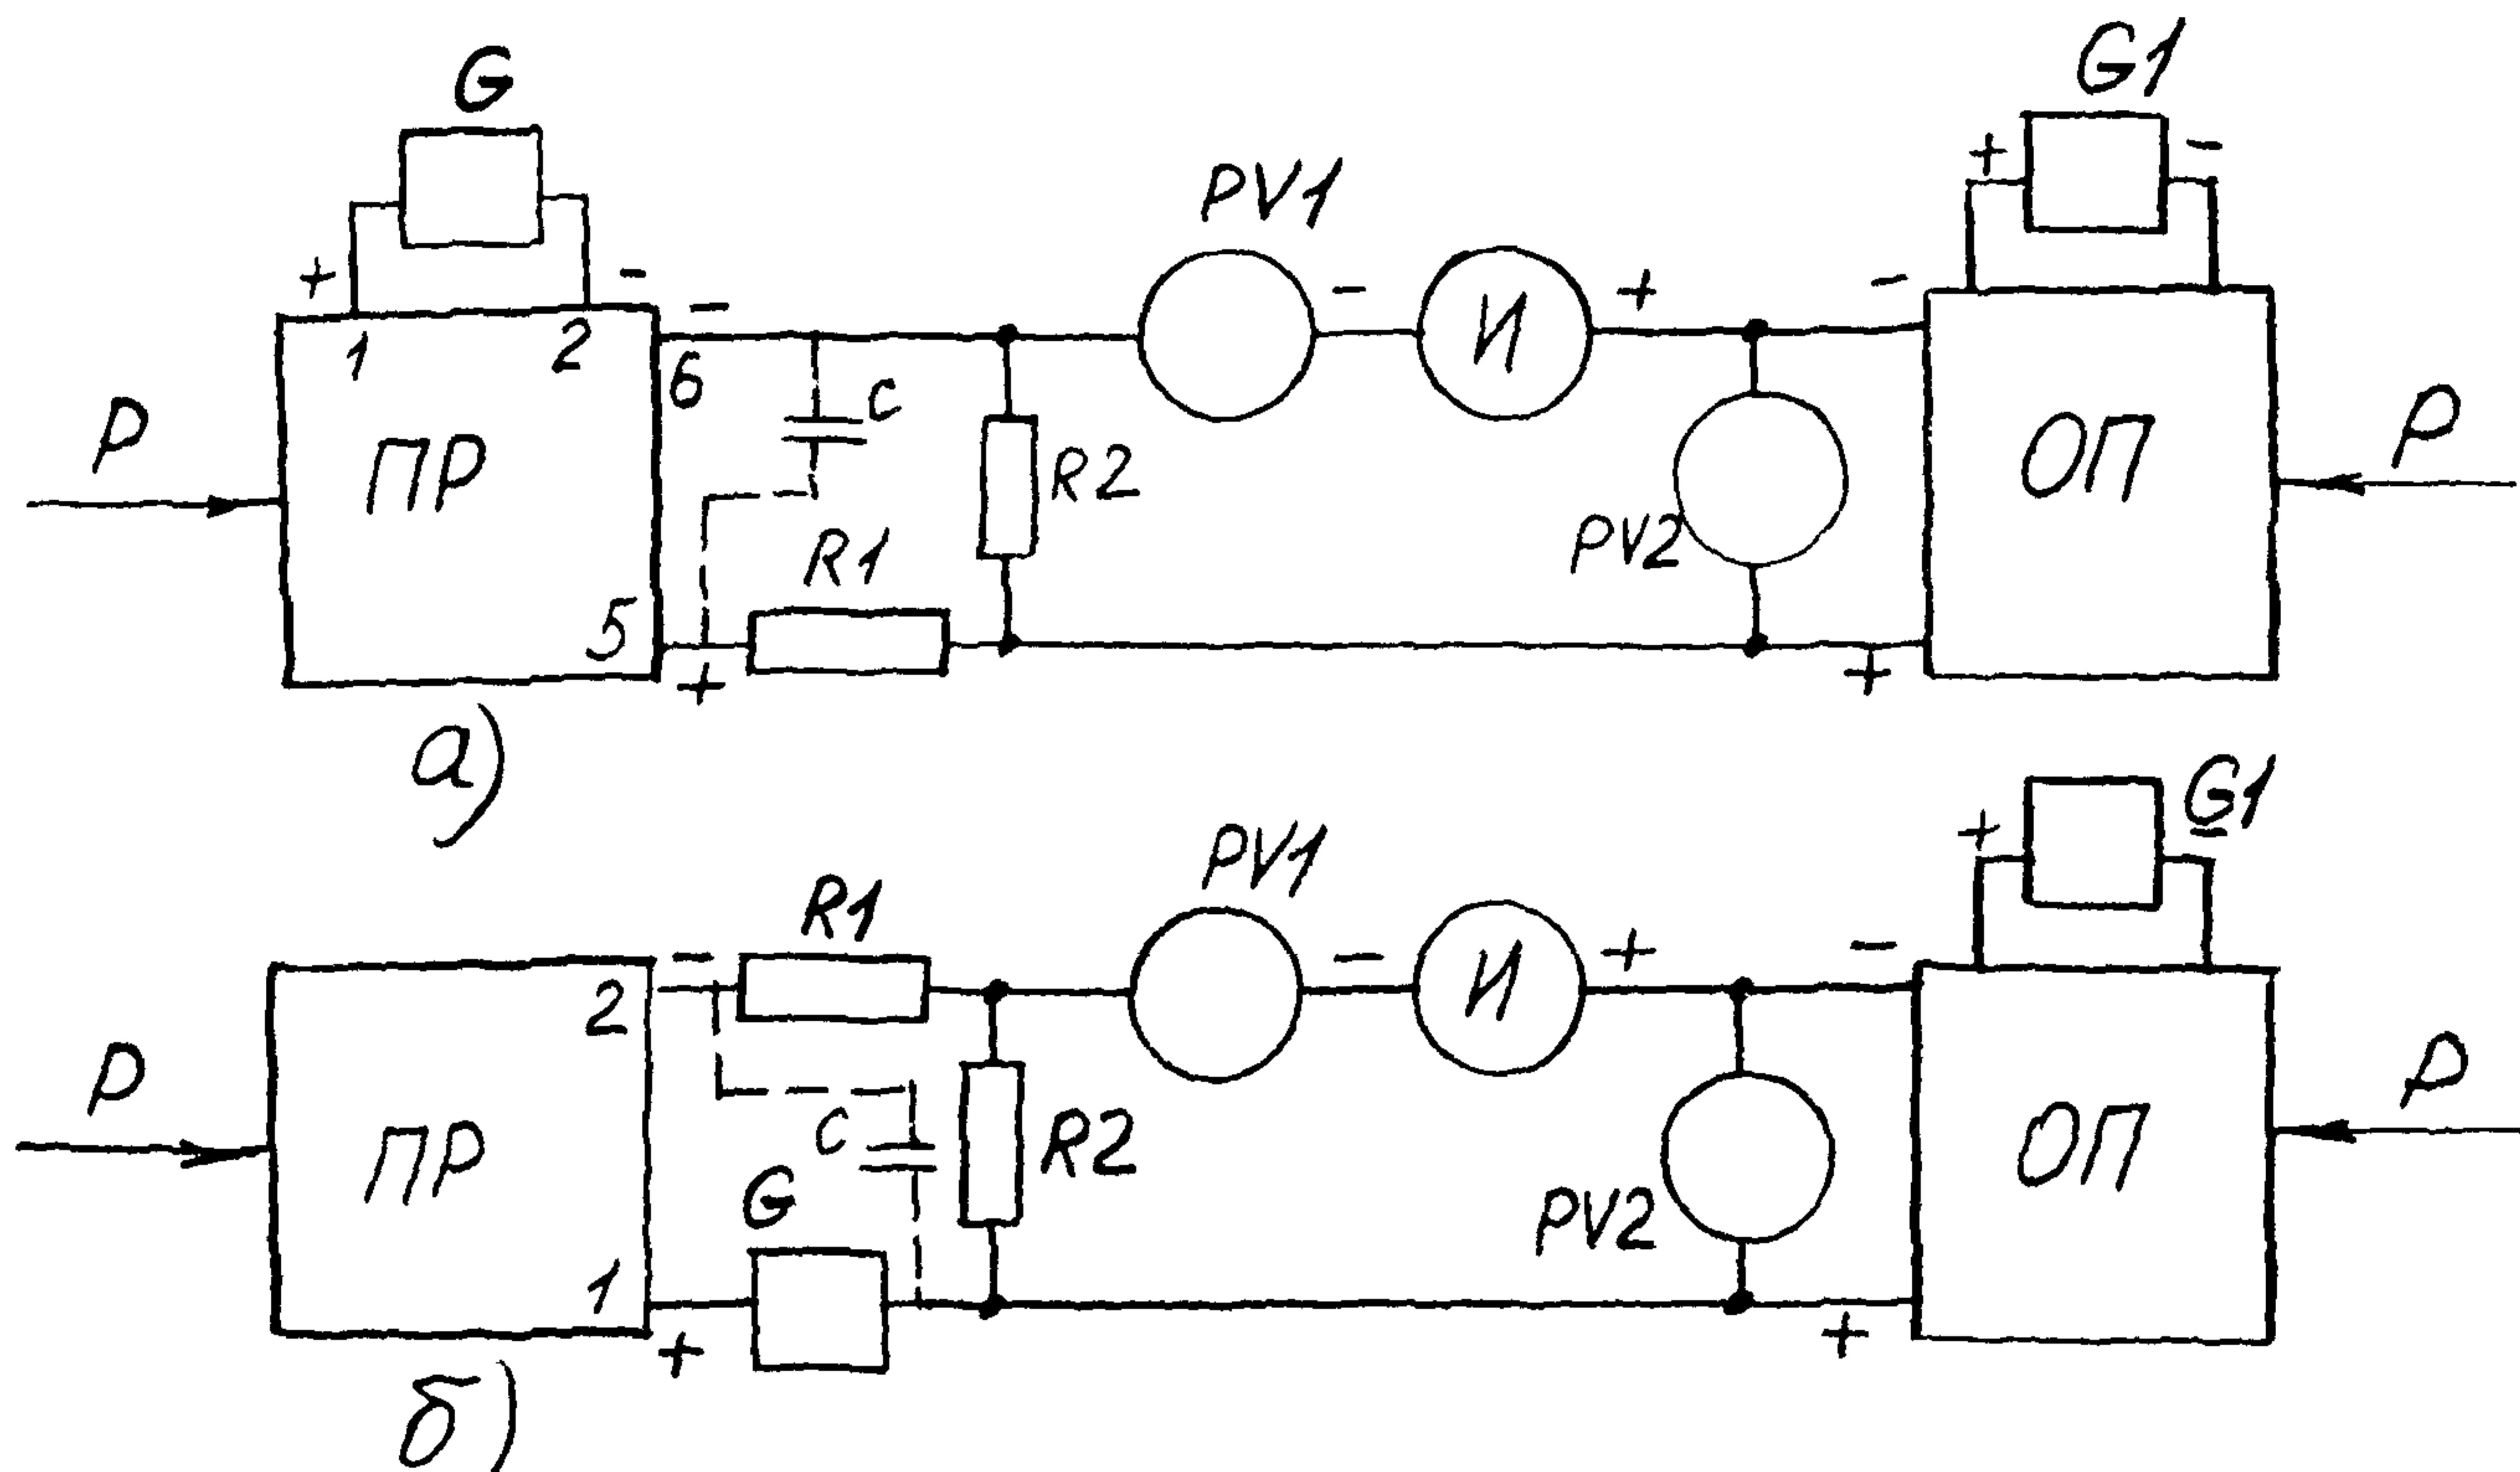 G G1
PV1
+ -
+ - - - + -
1 2 6 И
P ПР C R2 PV2 ОП P
R1
5
+ +
а)
G1
PV1
R1 + -
- - + -
2 И
P ПР C R2 PV2 ОП P
G
1
+ +
б)